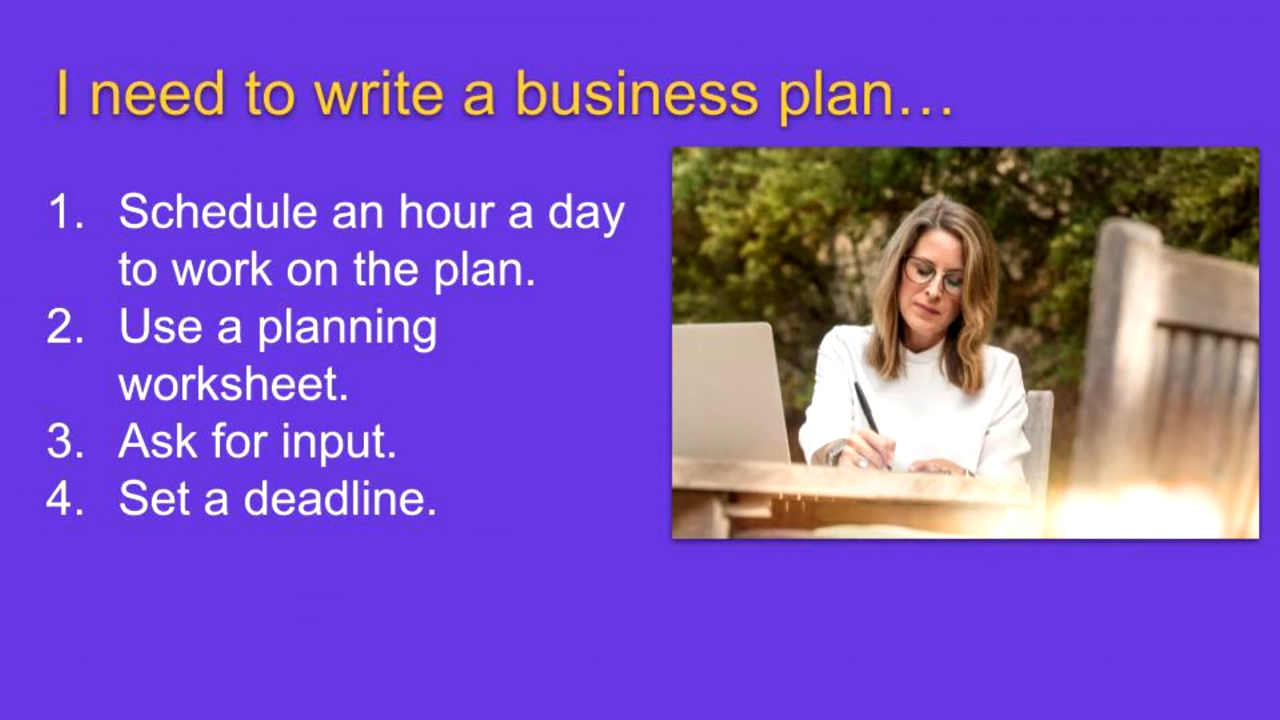 I need to write a business plan…
1. Schedule an hour a day
to work on the plan.
2. Use a planning
worksheet.
3. Ask for input.
4. Set a deadline.